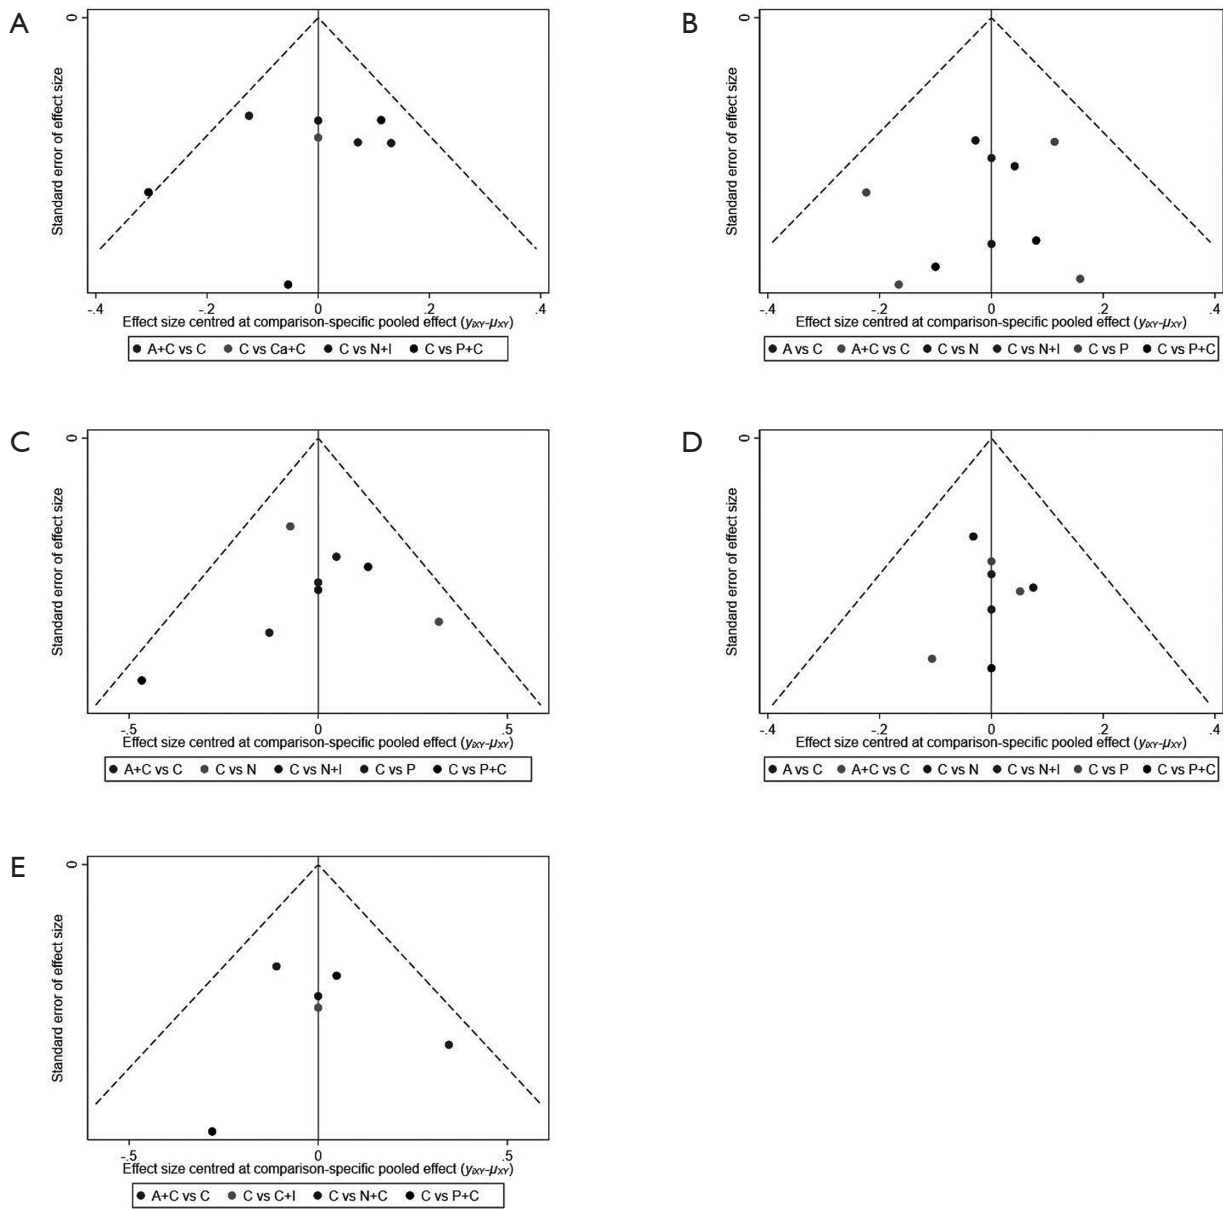 A
0
Standard error of effect size
-.4 -.2 0 .2 .4
Effect size centred at comparison-specific pooled effect (yiXY-μXY)
A+C vs C C vs Ca+C C vs N+I C vs P+C
B
0
Standard error of effect size
-.4 -.2 0 .2 .4
Effect size centred at comparison-specific pooled effect (yiXY-μXY)
A vs C A+C vs C C vs N C vs N+I C vs P C vs P+C
C
0
Standard error of effect size
-.5 0 .5
Effect size centred at comparison-specific pooled effect (yiXY-μXY)
A+C vs C C vs N C vs N+I C vs P C vs P+C
D
0
Standard error of effect size
-.4 -.2 0 .2 .4
Effect size centred at comparison-specific pooled effect (yiXY-μXY)
A vs C A+C vs C C vs N C vs N+I C vs P C vs P+C
E
0
Standard error of effect size
-.5 0 .5
Effect size centred at comparison-specific pooled effect (yiXY-μXY)
A+C vs C C vs C+I C vs N+C C vs P+C